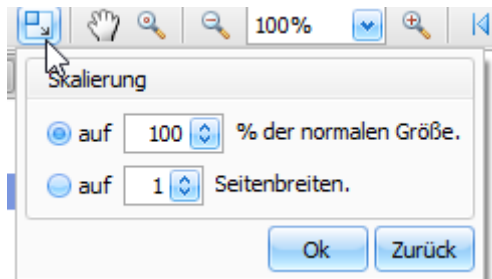 100%
Skalierung
auf 100 % der normalen Größe.
auf 1 Seitenbreiten.
Ok Zurück